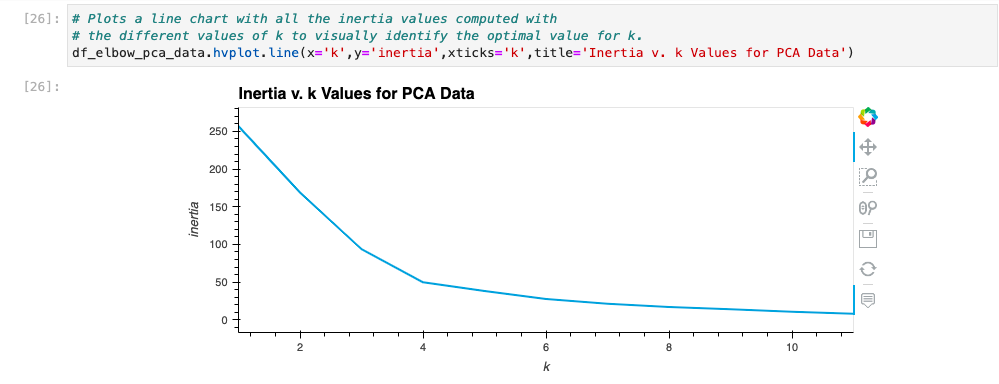 [26]: # Plots a line chart with all the inertia values computed with
# the different values of k to visually identify the optimal value for k.
df_elbow_pca_data.hvplot.line(x='k',y='inertia',xticks='k',title='Inertia v. k Values for PCA Data')
[26]:
Inertia v. k Values for PCA Data
250
200
150
100
50
0
inertia
2 4 6 8 10
k